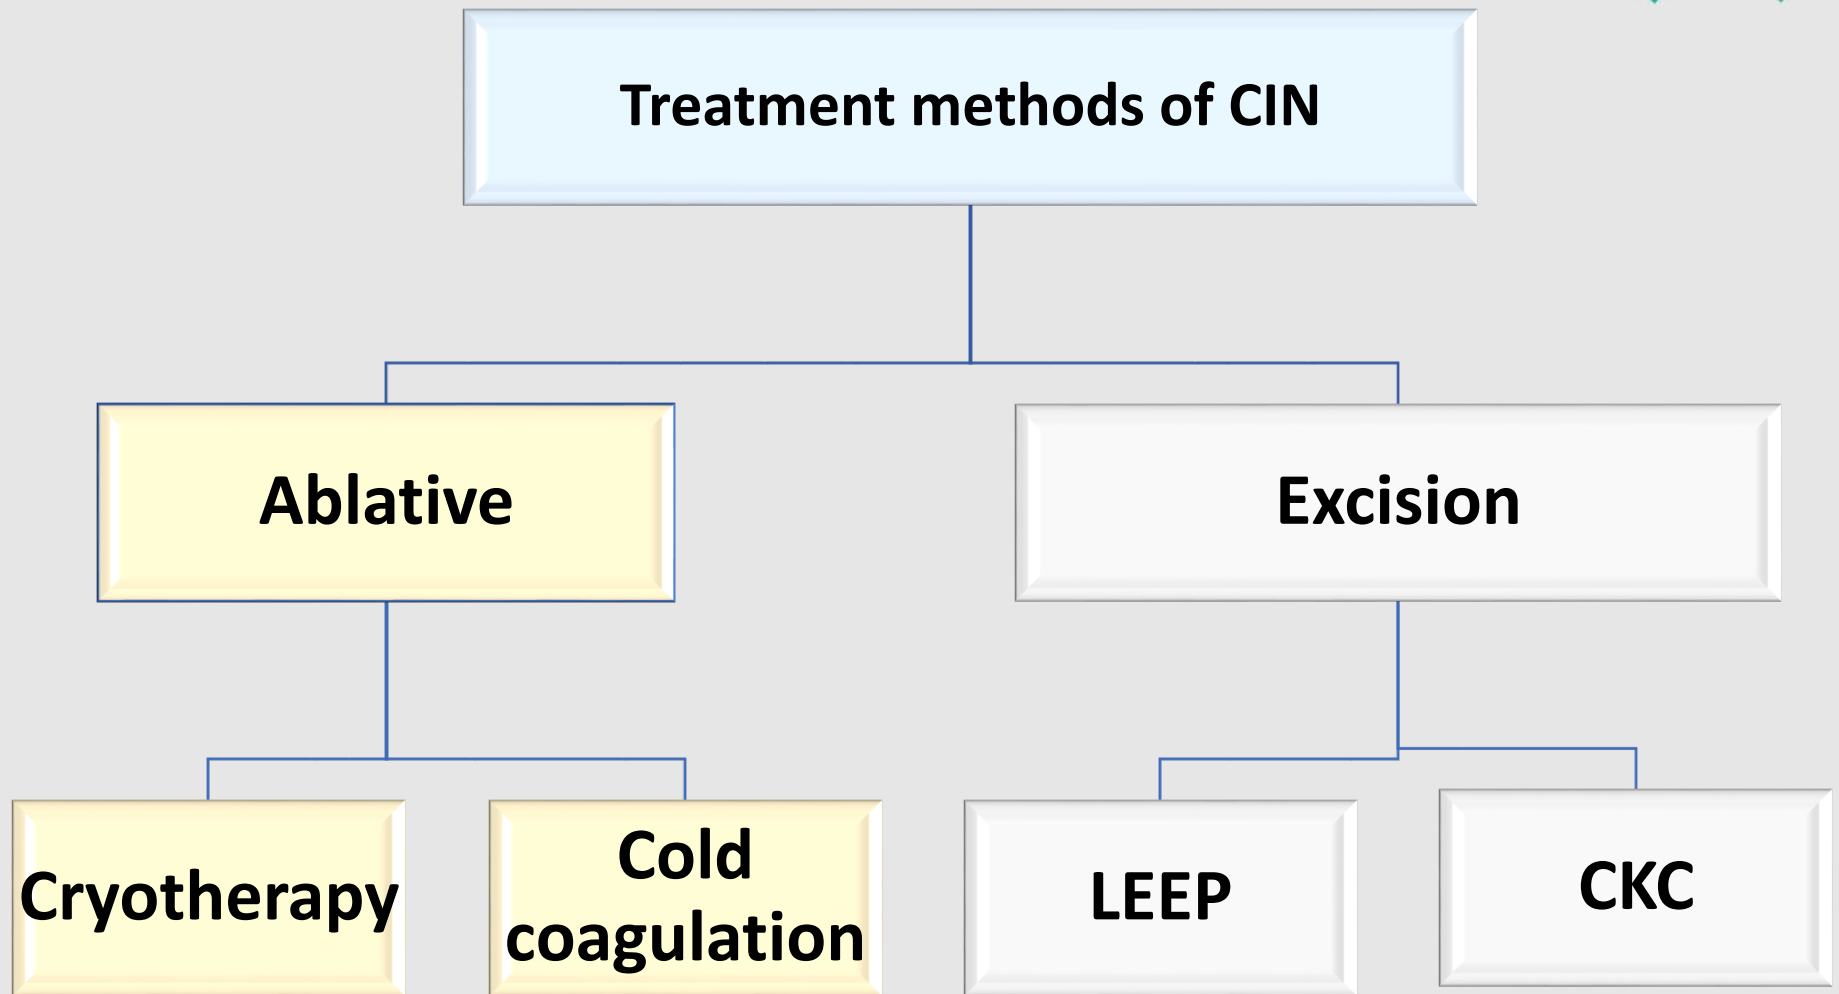 Treatment methods of CIN
Ablative
Excision
Cryotherapy
Cold
coagulation
LEEP
CKC